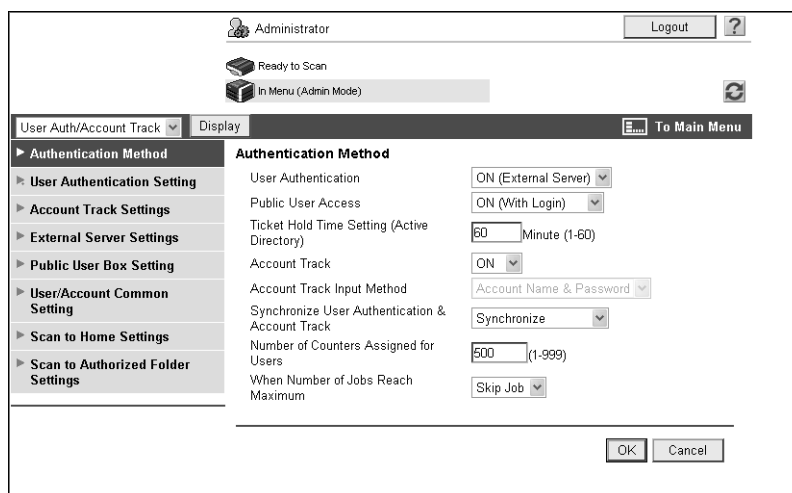 Administrator
Logout
?
Ready to Scan
In Menu (Admin Mode)
User Auth/Account Track
Display
To Main Menu
Authentication Method
User Authentication Setting
Account Track Settings
External Server Settings
Public User Box Setting
User/Account Common
Setting
Scan to Home Settings
Scan to Authorized Folder
Settings
Authentication Method
User Authentication
ON (External Server)
Public User Access
ON (With Login)
Ticket Hold Time Setting (Active
Directory)
60 Minute (1-60)
Account Track
ON
Account Track Input Method
Account Name & Password
Synchronize User Authentication &
Account Track
Synchronize
Number of Counters Assigned for
Users
500 (1-999)
When Number of Jobs Reach
Maximum
Skip Job
OK
Cancel